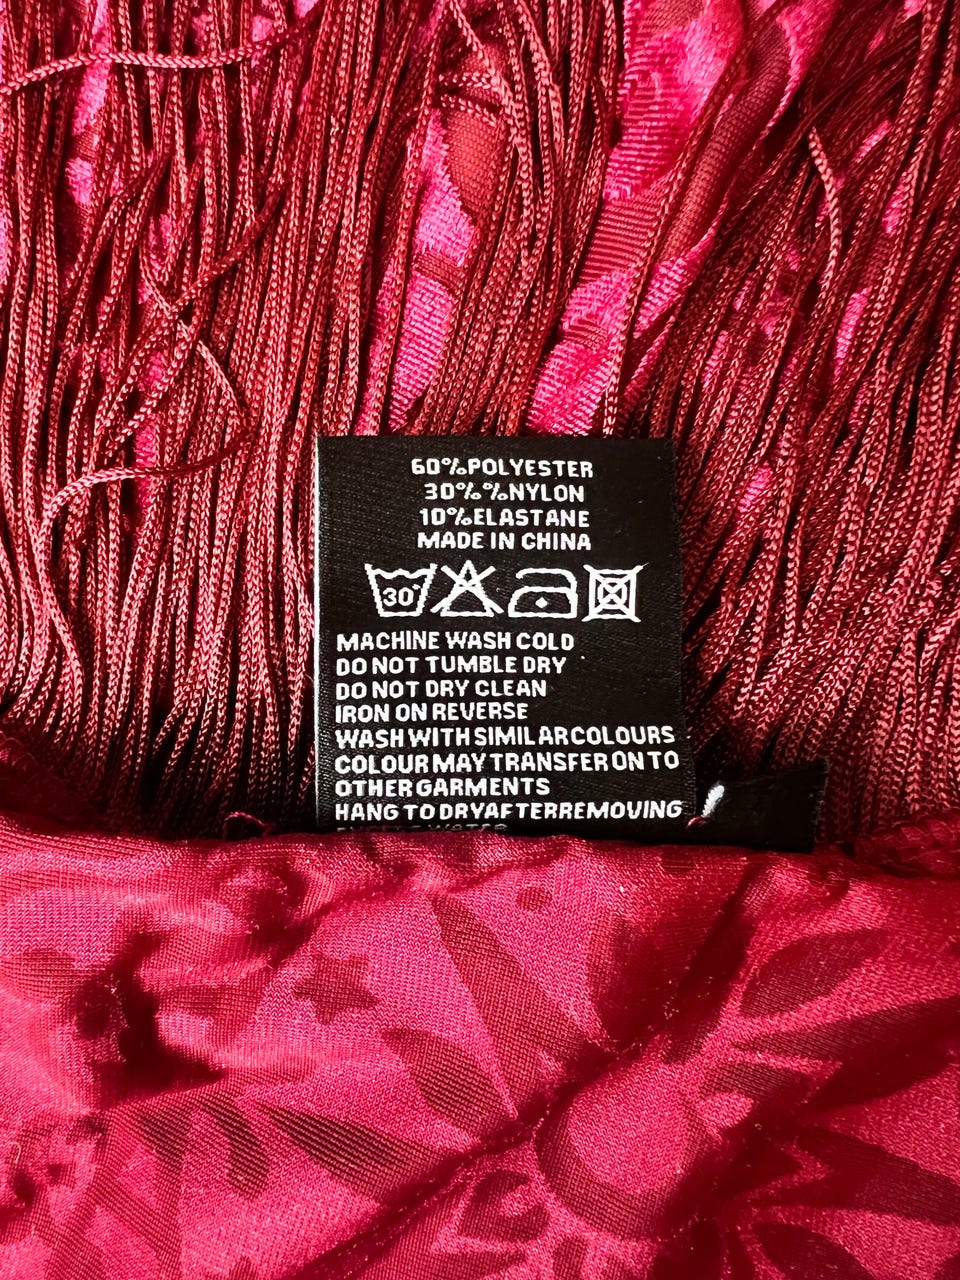 60%POLYESTER
30%%NYLON
10%ELASTANE
MADE IN CHINA
30
MACHINE WASH COLD
DO NOT TUMBLE DRY
DO NOT DRY CLEAN
IRON ON REVERSE
WASH WITH SIMILAR COLOURS
COLOUR MAY TRANSFER ON TO
OTHER GARMENTS
HANG TO DRY AFTER REMOVING
WATER